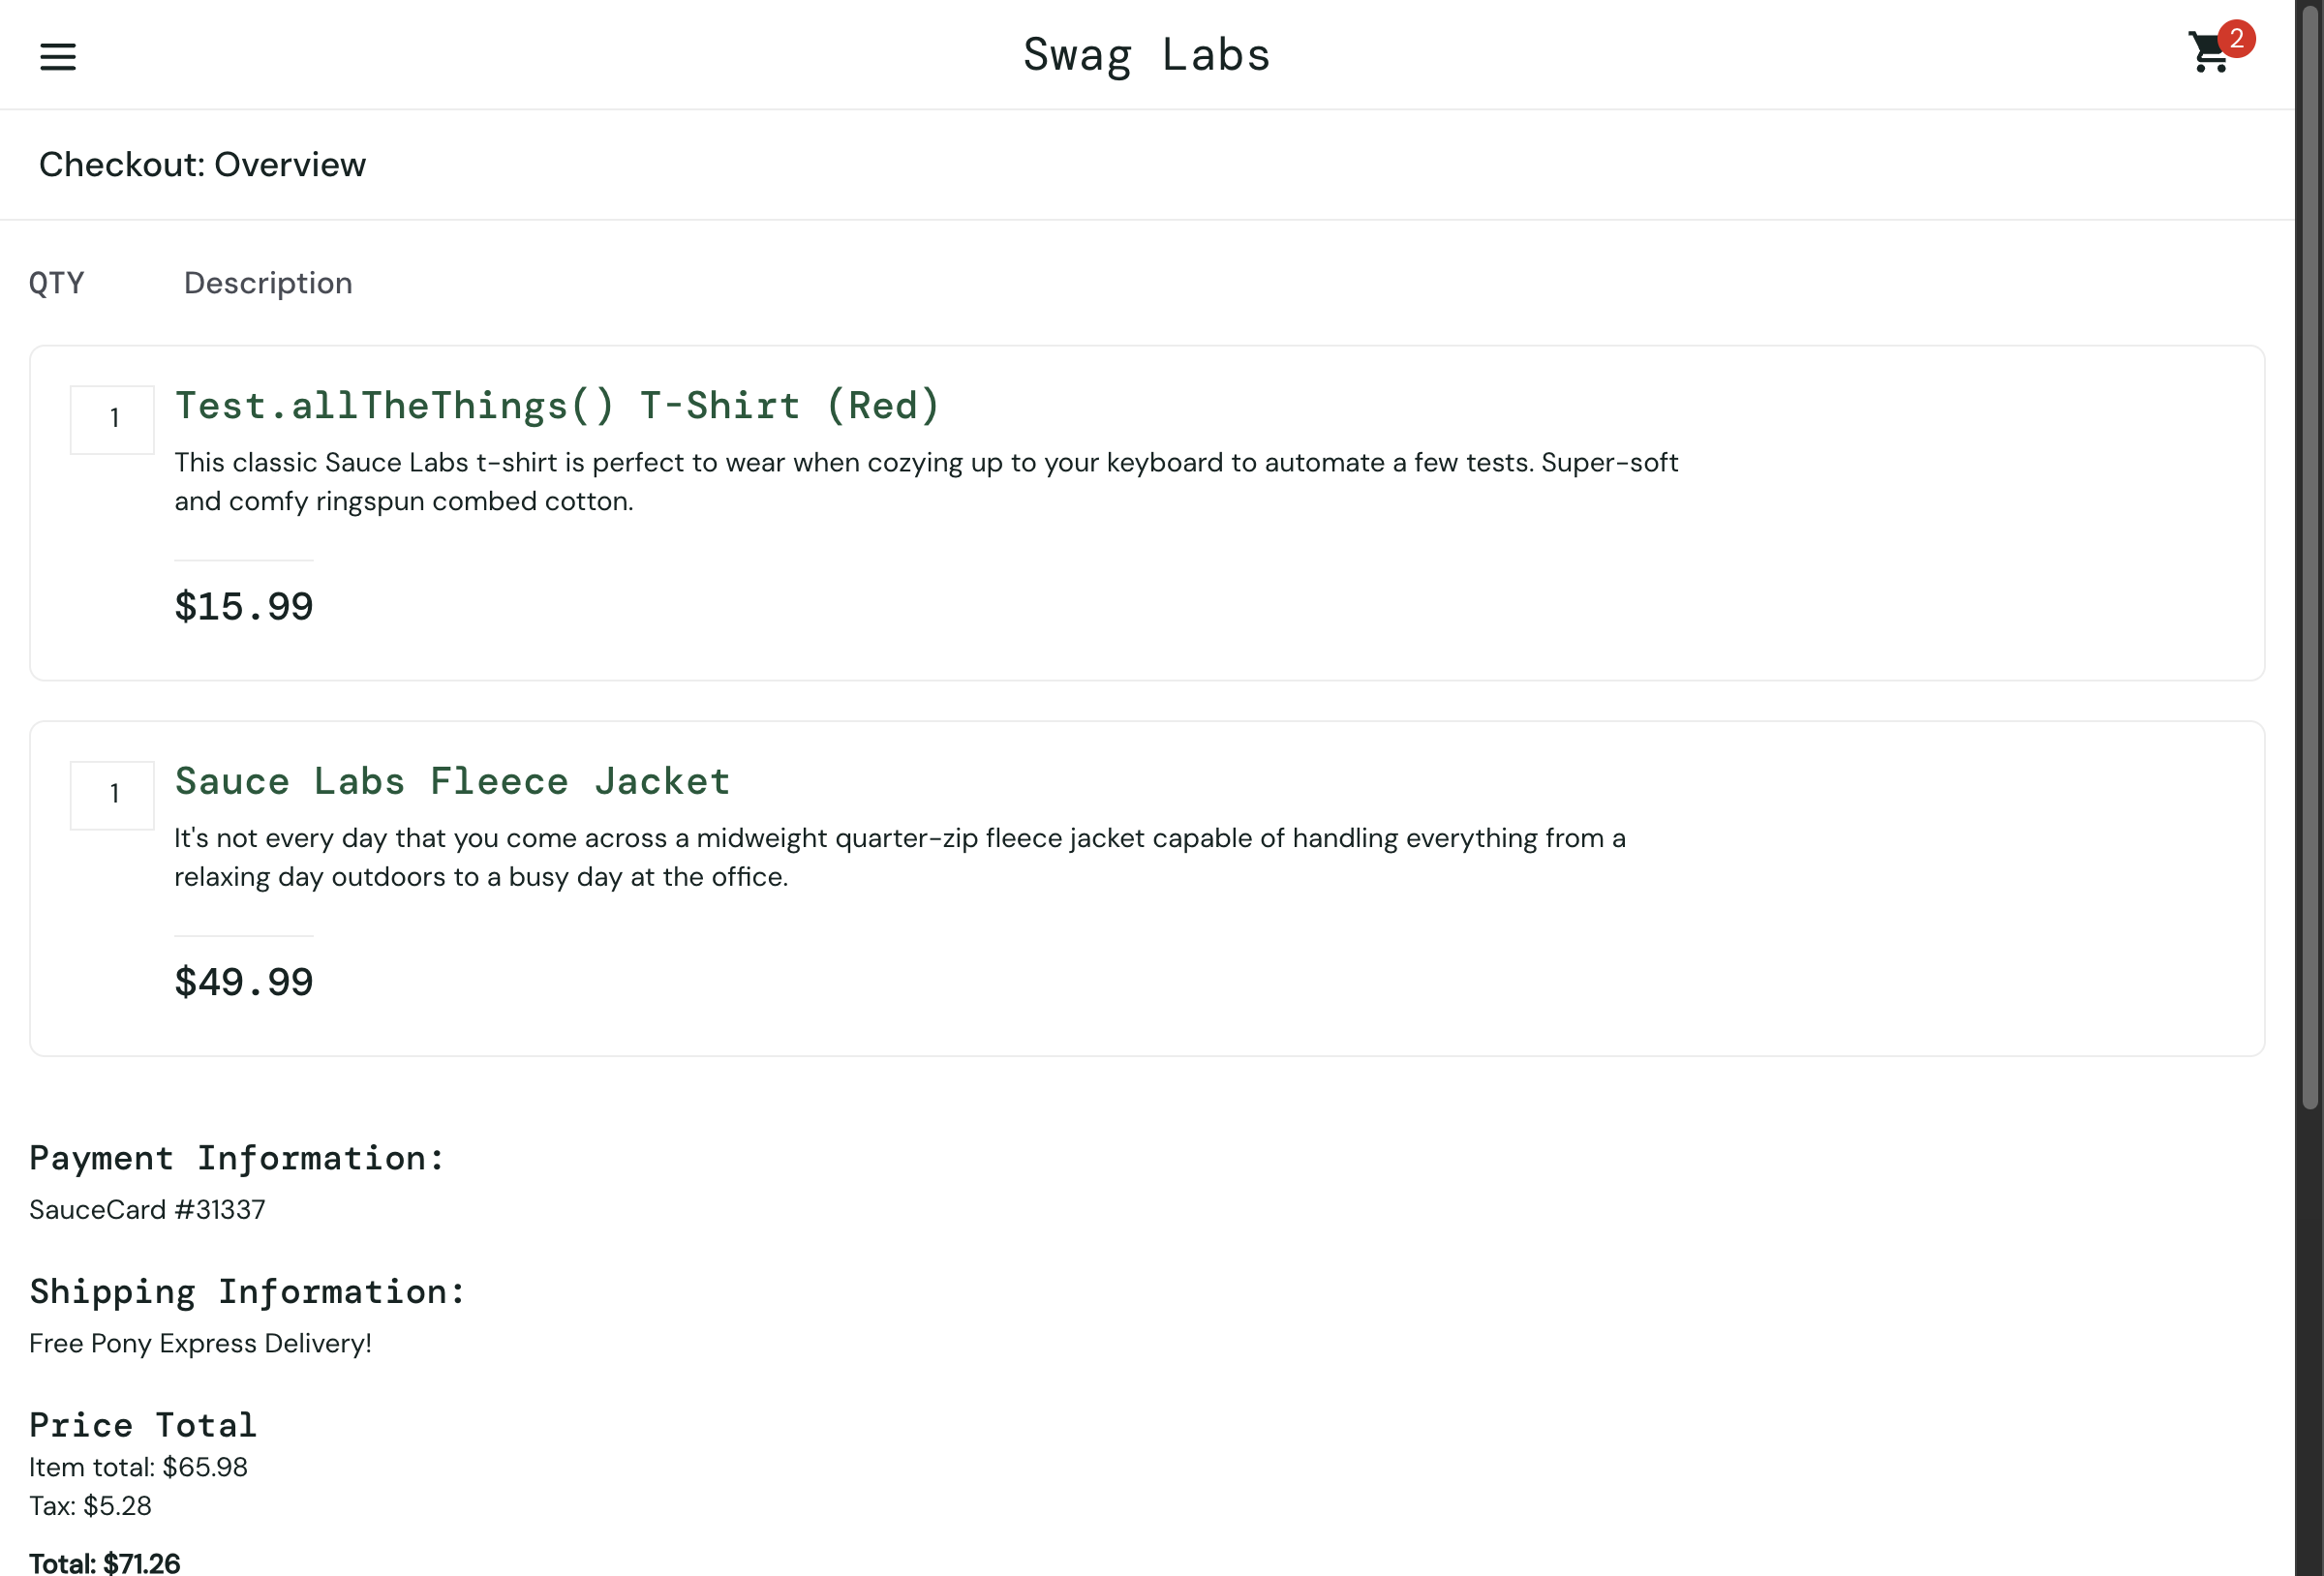 Swag Labs
2
Checkout: Overview
QTY Description
1
Test.allTheThings() T-Shirt (Red)
This classic Sauce Labs t-shirt is perfect to wear when cozying up to your keyboard to automate a few tests. Super-soft
and comfy ringspun combed cotton.
$15.99
1
Sauce Labs Fleece Jacket
It's not every day that you come across a midweight quarter-zip fleece jacket capable of handling everything from a
relaxing day outdoors to a busy day at the office.
$49.99
Payment Information:
SauceCard #31337
Shipping Information:
Free Pony Express Delivery!
Price Total
Item total: $65.98
Tax: $5.28
Total: $71.26